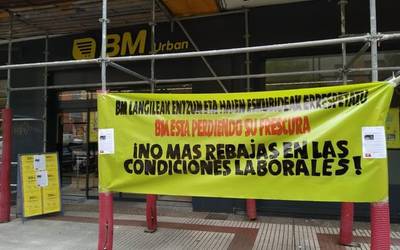 BM Urban
BM LANGILEAK ENTZUN ETA HAIEN ESKUBIDEAK ERRESPETATU
BM ESTA PERDIENDO SU FRESCURA
¡NO MAS REBAJAS EN LAS
CONDICIONES LABORALES!